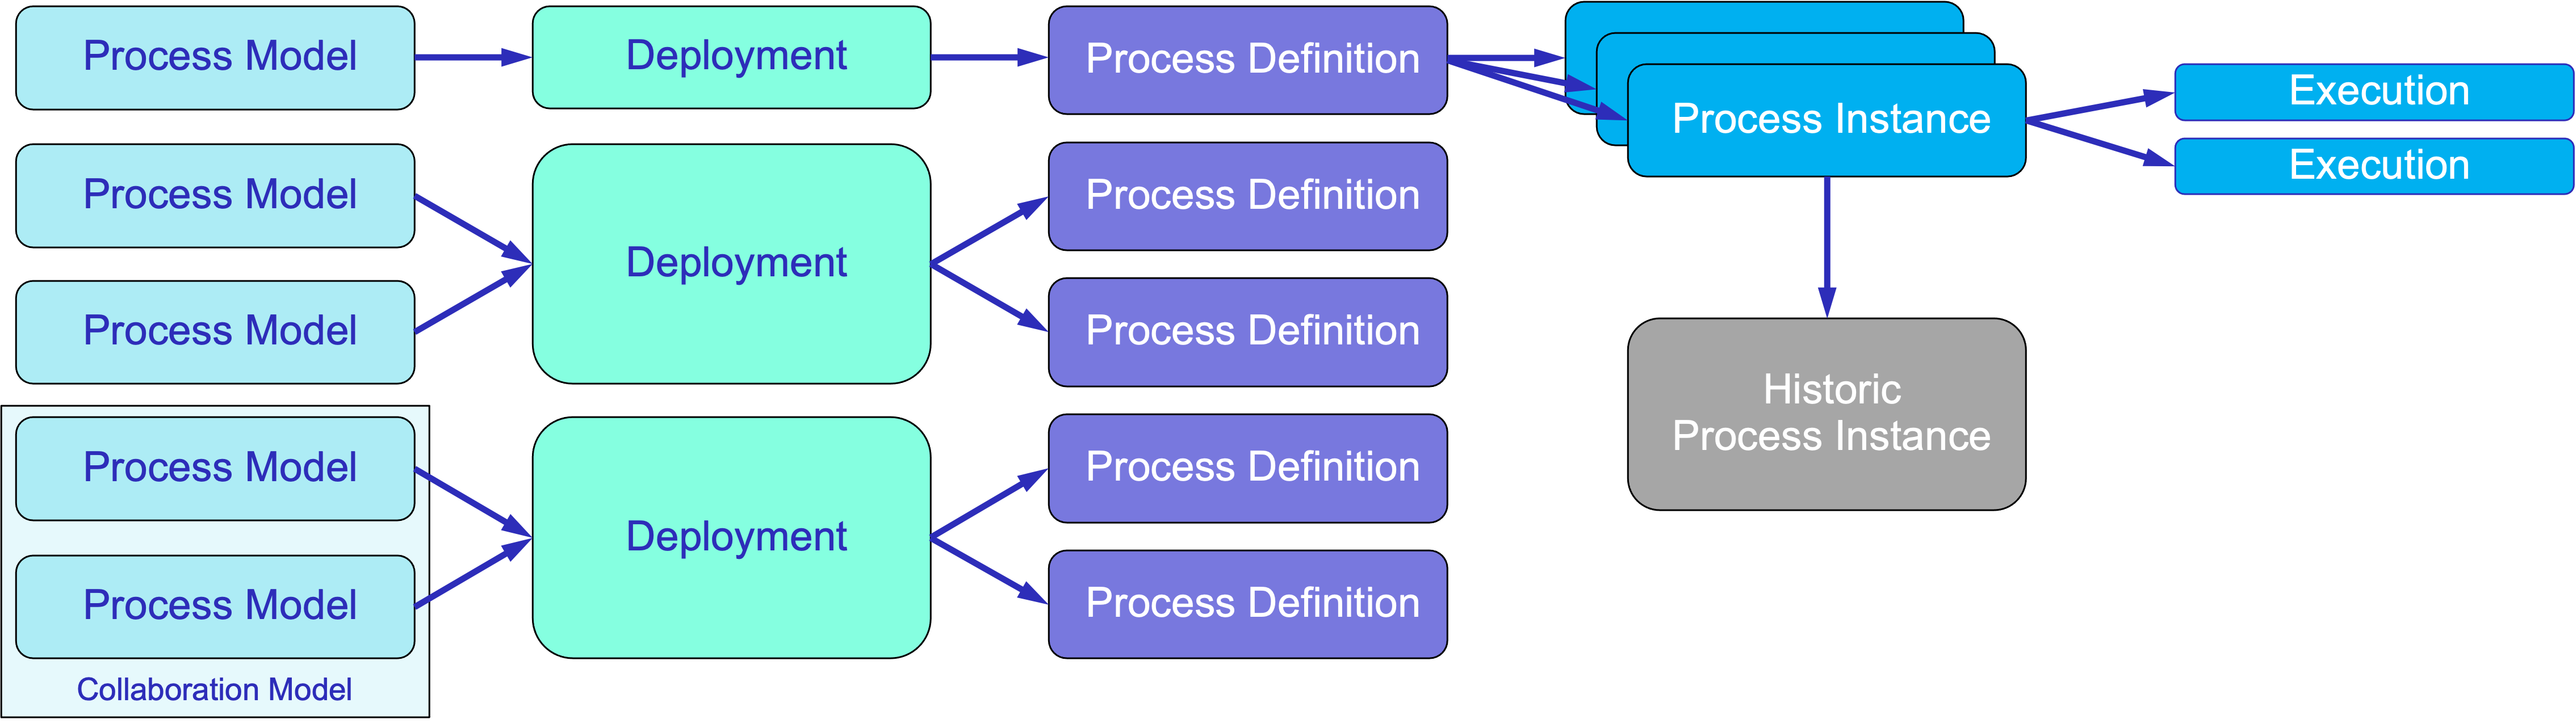 Process Model
Deployment
Process Definition
Process Instance
Execution
Execution
Process Model
Deployment
Process Definition
Process Model
Process Definition
Historic
Process Instance
Process Model
Deployment
Process Definition
Process Model
Process Definition
Collaboration Model